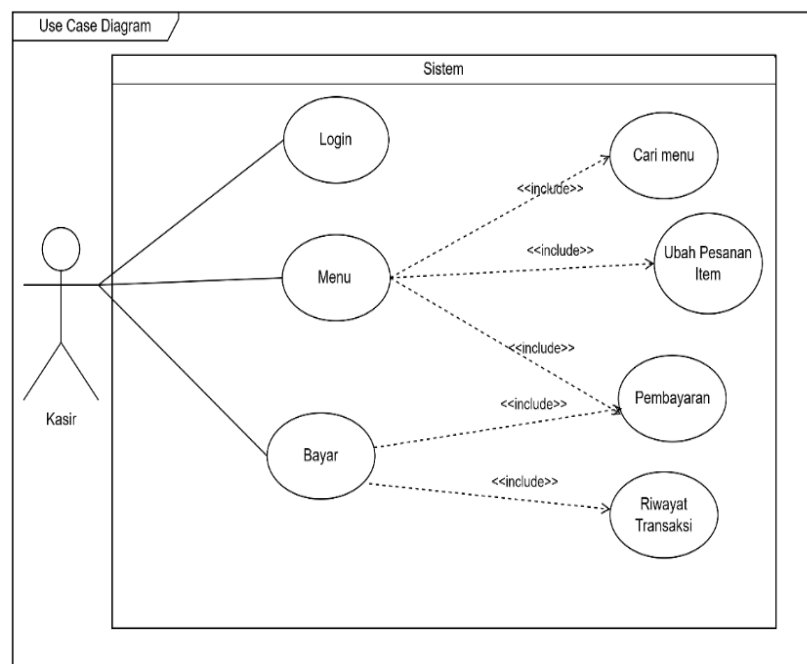 Use Case Diagram
Sistem
Login
Cari menu
<<include>>
Ubah Pesanan
Item
<<include>>
Menu
<<include>>
Pembayaran
<<include>>
Kasir
Bayar
<<include>>
Riwayat
Transaksi